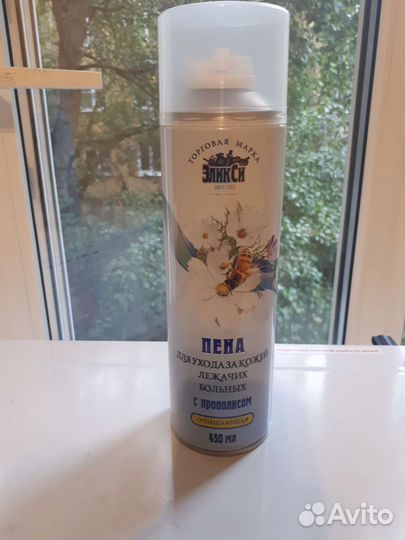 ТОРГОВАЯ МАРКА
ЭликСи
ПЕНА
ДЛЯ УХОДА ЗА КОЖЕЙ
ЛЕЖАЧИХ
БОЛЬНЫХ
с прополисом
ОЧИЩАЮЩАЯ
450 мл
Avito